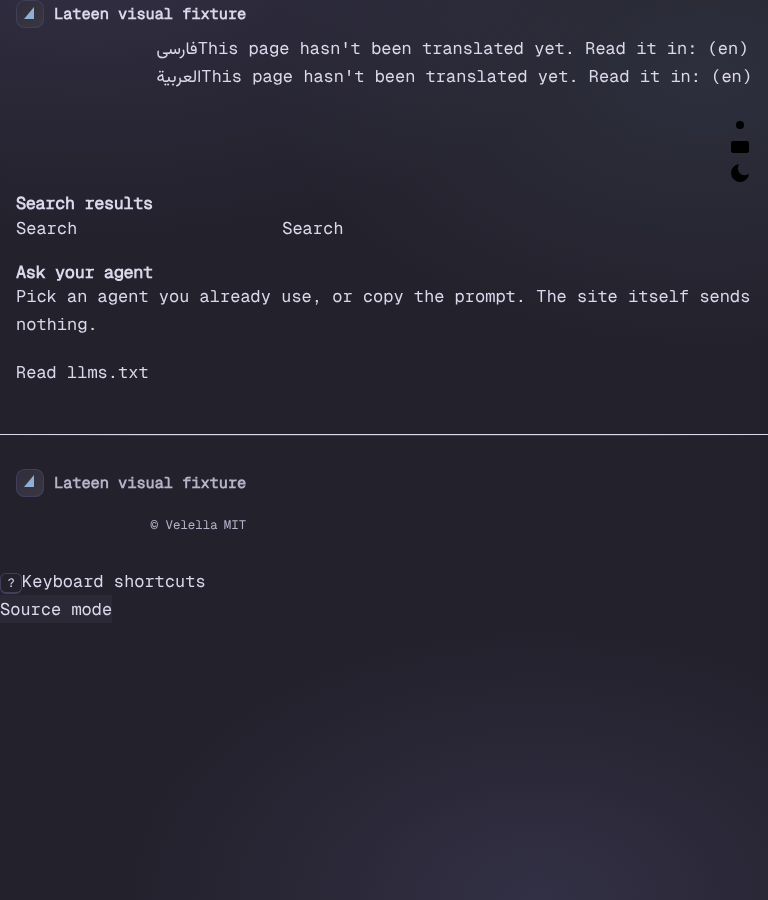 Lateen visual fixture
فارسیThis page hasn't been translated yet. Read it in: (en)
العربيةThis page hasn't been translated yet. Read it in: (en)
Search results
Search Search
Ask your agent
Pick an agent you already use, or copy the prompt. The site itself sends
nothing.
Read llms.txt
Lateen visual fixture
© Velella MIT
?Keyboard shortcuts
Source mode